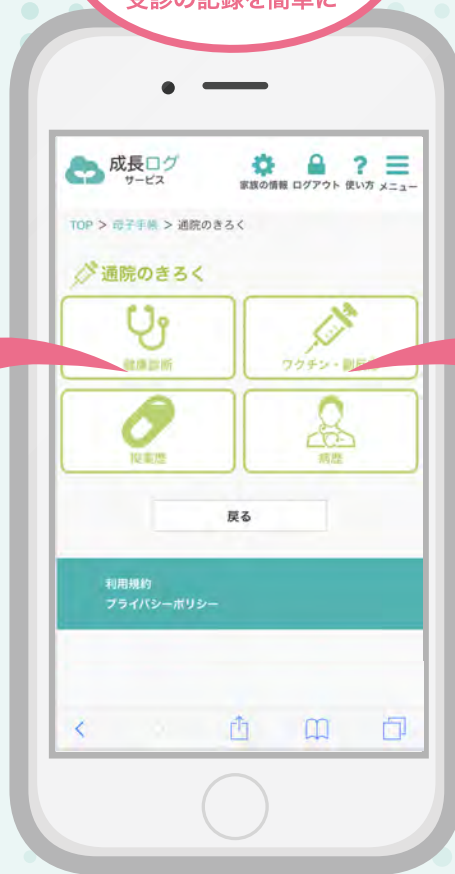 受診の記録を簡単に
成長ログ
サービス
家族の情報 ログアウト 使い方 メニュー
TOP > 母子手帳 > 通院のきろく
通院のきろく
健康診断
ワクチン・副反応
投薬歴
病歴
戻る
利用規約
プライバシーポリシー